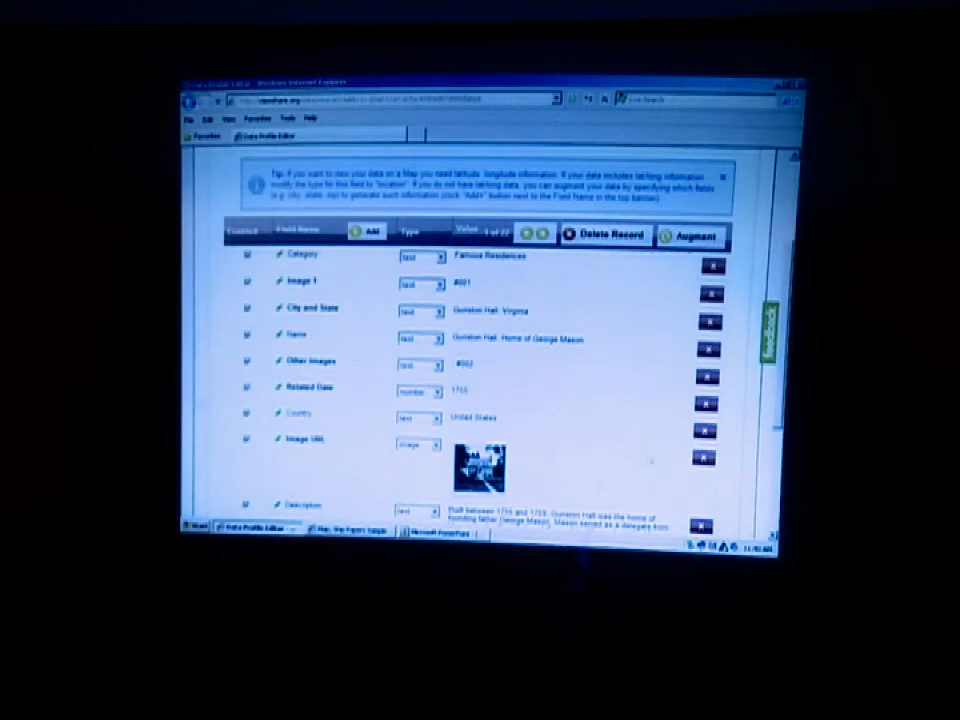 Data Profile Editor - Windows Internet Explorer
viewshare.org
Live Search
File Edit View Favorites Tools Help
Favorites Data Profile Editor
Tip: If you want to view your data on a Map you need latitude, longitude information. If your data includes lat/long information
modify the type for this field to "location". If you do not have lat/long data, you can augment your data by specifying which fields
(e.g. city, state, zip) to generate such information (click "Add+" button next to the Field Name in the top banner)
Enabled Field Name Add Type Value 1 of 22 Delete Record Augment
Category text Famous Residences
Image 1 text #001
City and State text Gunston Hall, Virginia
Name text Gunston Hall, Home of George Mason
Other Images text #002
Related Date number 1755
Country text United States
Image URL image
Description text Built between 1755 and 1759, Gunston Hall was the home of
founding father George Mason. Mason served as a delegate from
Start Data Profile Editor - ... Microsoft PowerPoint